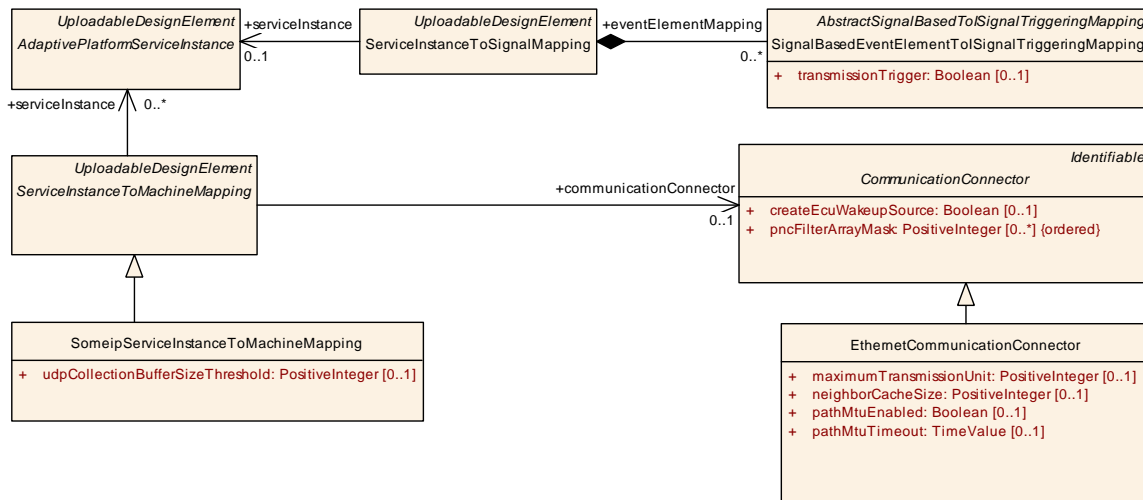 UploadableDesignElement
AdaptivePlatformServiceInstance
+serviceInstance
0..1
UploadableDesignElement
ServiceInstanceToSignalMapping
+eventElementMapping
0..*
AbstractSignalBasedToISignalTriggeringMapping
SignalBasedEventElementToISignalTriggeringMapping
+ transmissionTrigger: Boolean [0..1]
+serviceInstance
0..*
UploadableDesignElement
ServiceInstanceToMachineMapping
+communicationConnector
0..1
Identifiable
CommunicationConnector
+ createEcuWakeupSource: Boolean [0..1]
+ pncFilterArrayMask: PositiveInteger [0..*] {ordered}
SomeipServiceInstanceToMachineMapping
+ udpCollectionBufferSizeThreshold: PositiveInteger [0..1]
EthernetCommunicationConnector
+ maximumTransmissionUnit: PositiveInteger [0..1]
+ neighborCacheSize: PositiveInteger [0..1]
+ pathMtuEnabled: Boolean [0..1]
+ pathMtuTimeout: TimeValue [0..1]